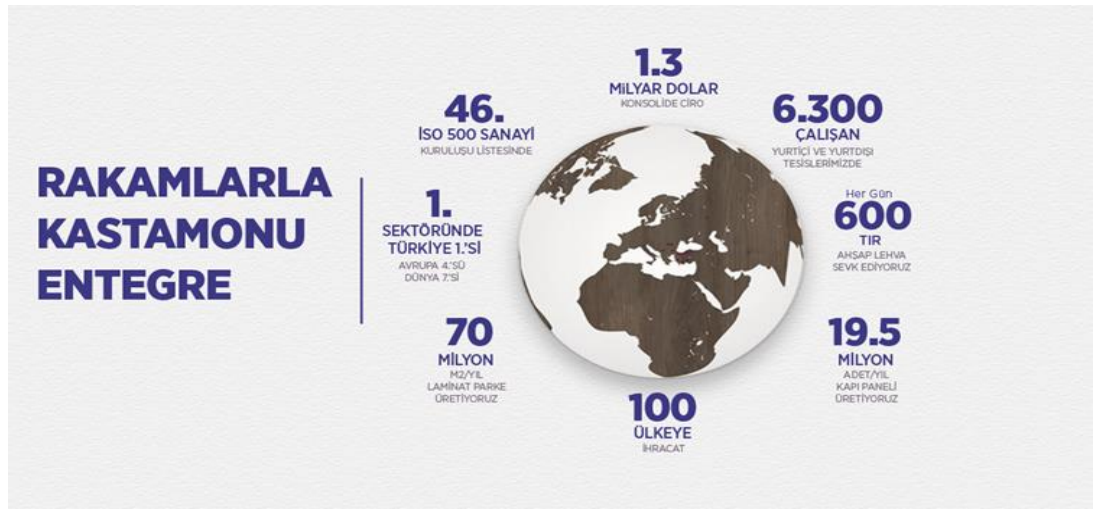 RAKAMLARLA
KASTAMONU
ENTEGRE
1.3
MİLYAR DOLAR
KONSOLİDE CİRO
46.
İSO 500 SANAYİ
KURULUŞU LİSTESİNDE
6.300
ÇALIŞAN
YURTİÇİ VE YURTDIŞI
TESİSLERİMİZDE
1.
SEKTÖRÜNDE
TÜRKİYE 1.'Sİ
AVRUPA 4.'SÜ
DÜNYA 7.'Sİ
Her Gün
600
TIR
AHŞAP LEHVA
SEVK EDİYORUZ
70
MİLYON
M2/YIL
LAMİNAT PARKE
ÜRETİYORUZ
19.5
MİLYON
ADET/YIL
KAPI PANELİ
ÜRETİYORUZ
100
ÜLKEYE
İHRACAT